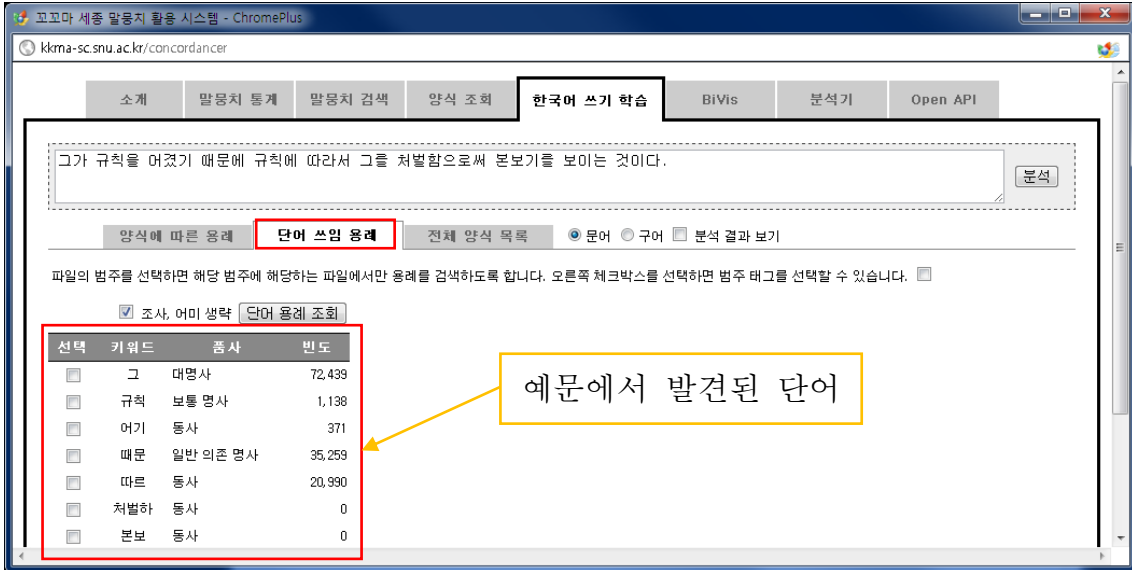 꼬꼬마 세종 말뭉치 활용 시스템 - ChromePlus
kkma-sc.snu.ac.kr/concordancer
소개 말뭉치 통계 말뭉치 검색 양식 조회 한국어 쓰기 학습 BiVis 분석기 Open API
그가 규칙을 어겼기 때문에 규칙에 따라서 그를 처벌함으로써 본보기를 보이는 것이다.
분석
양식에 따른 용례 단어 쓰임 용례 전체 양식 목록 문어 구어 분석 결과 보기
파일의 범주를 선택하면 해당 범주에 해당하는 파일에서만 용례를 검색하도록 합니다. 오른쪽 체크박스를 선택하면 범주 태그를 선택할 수 있습니다.
조사, 어미 생략 단어 용례 조회
선택 키워드 품사 빈도
그 대명사 72,439
규칙 보통 명사 1,138
어기 동사 371
때문 일반 의존 명사 35,259
따르 동사 20,990
처벌하 동사 0
본보 동사 0
예문에서 발견된 단어